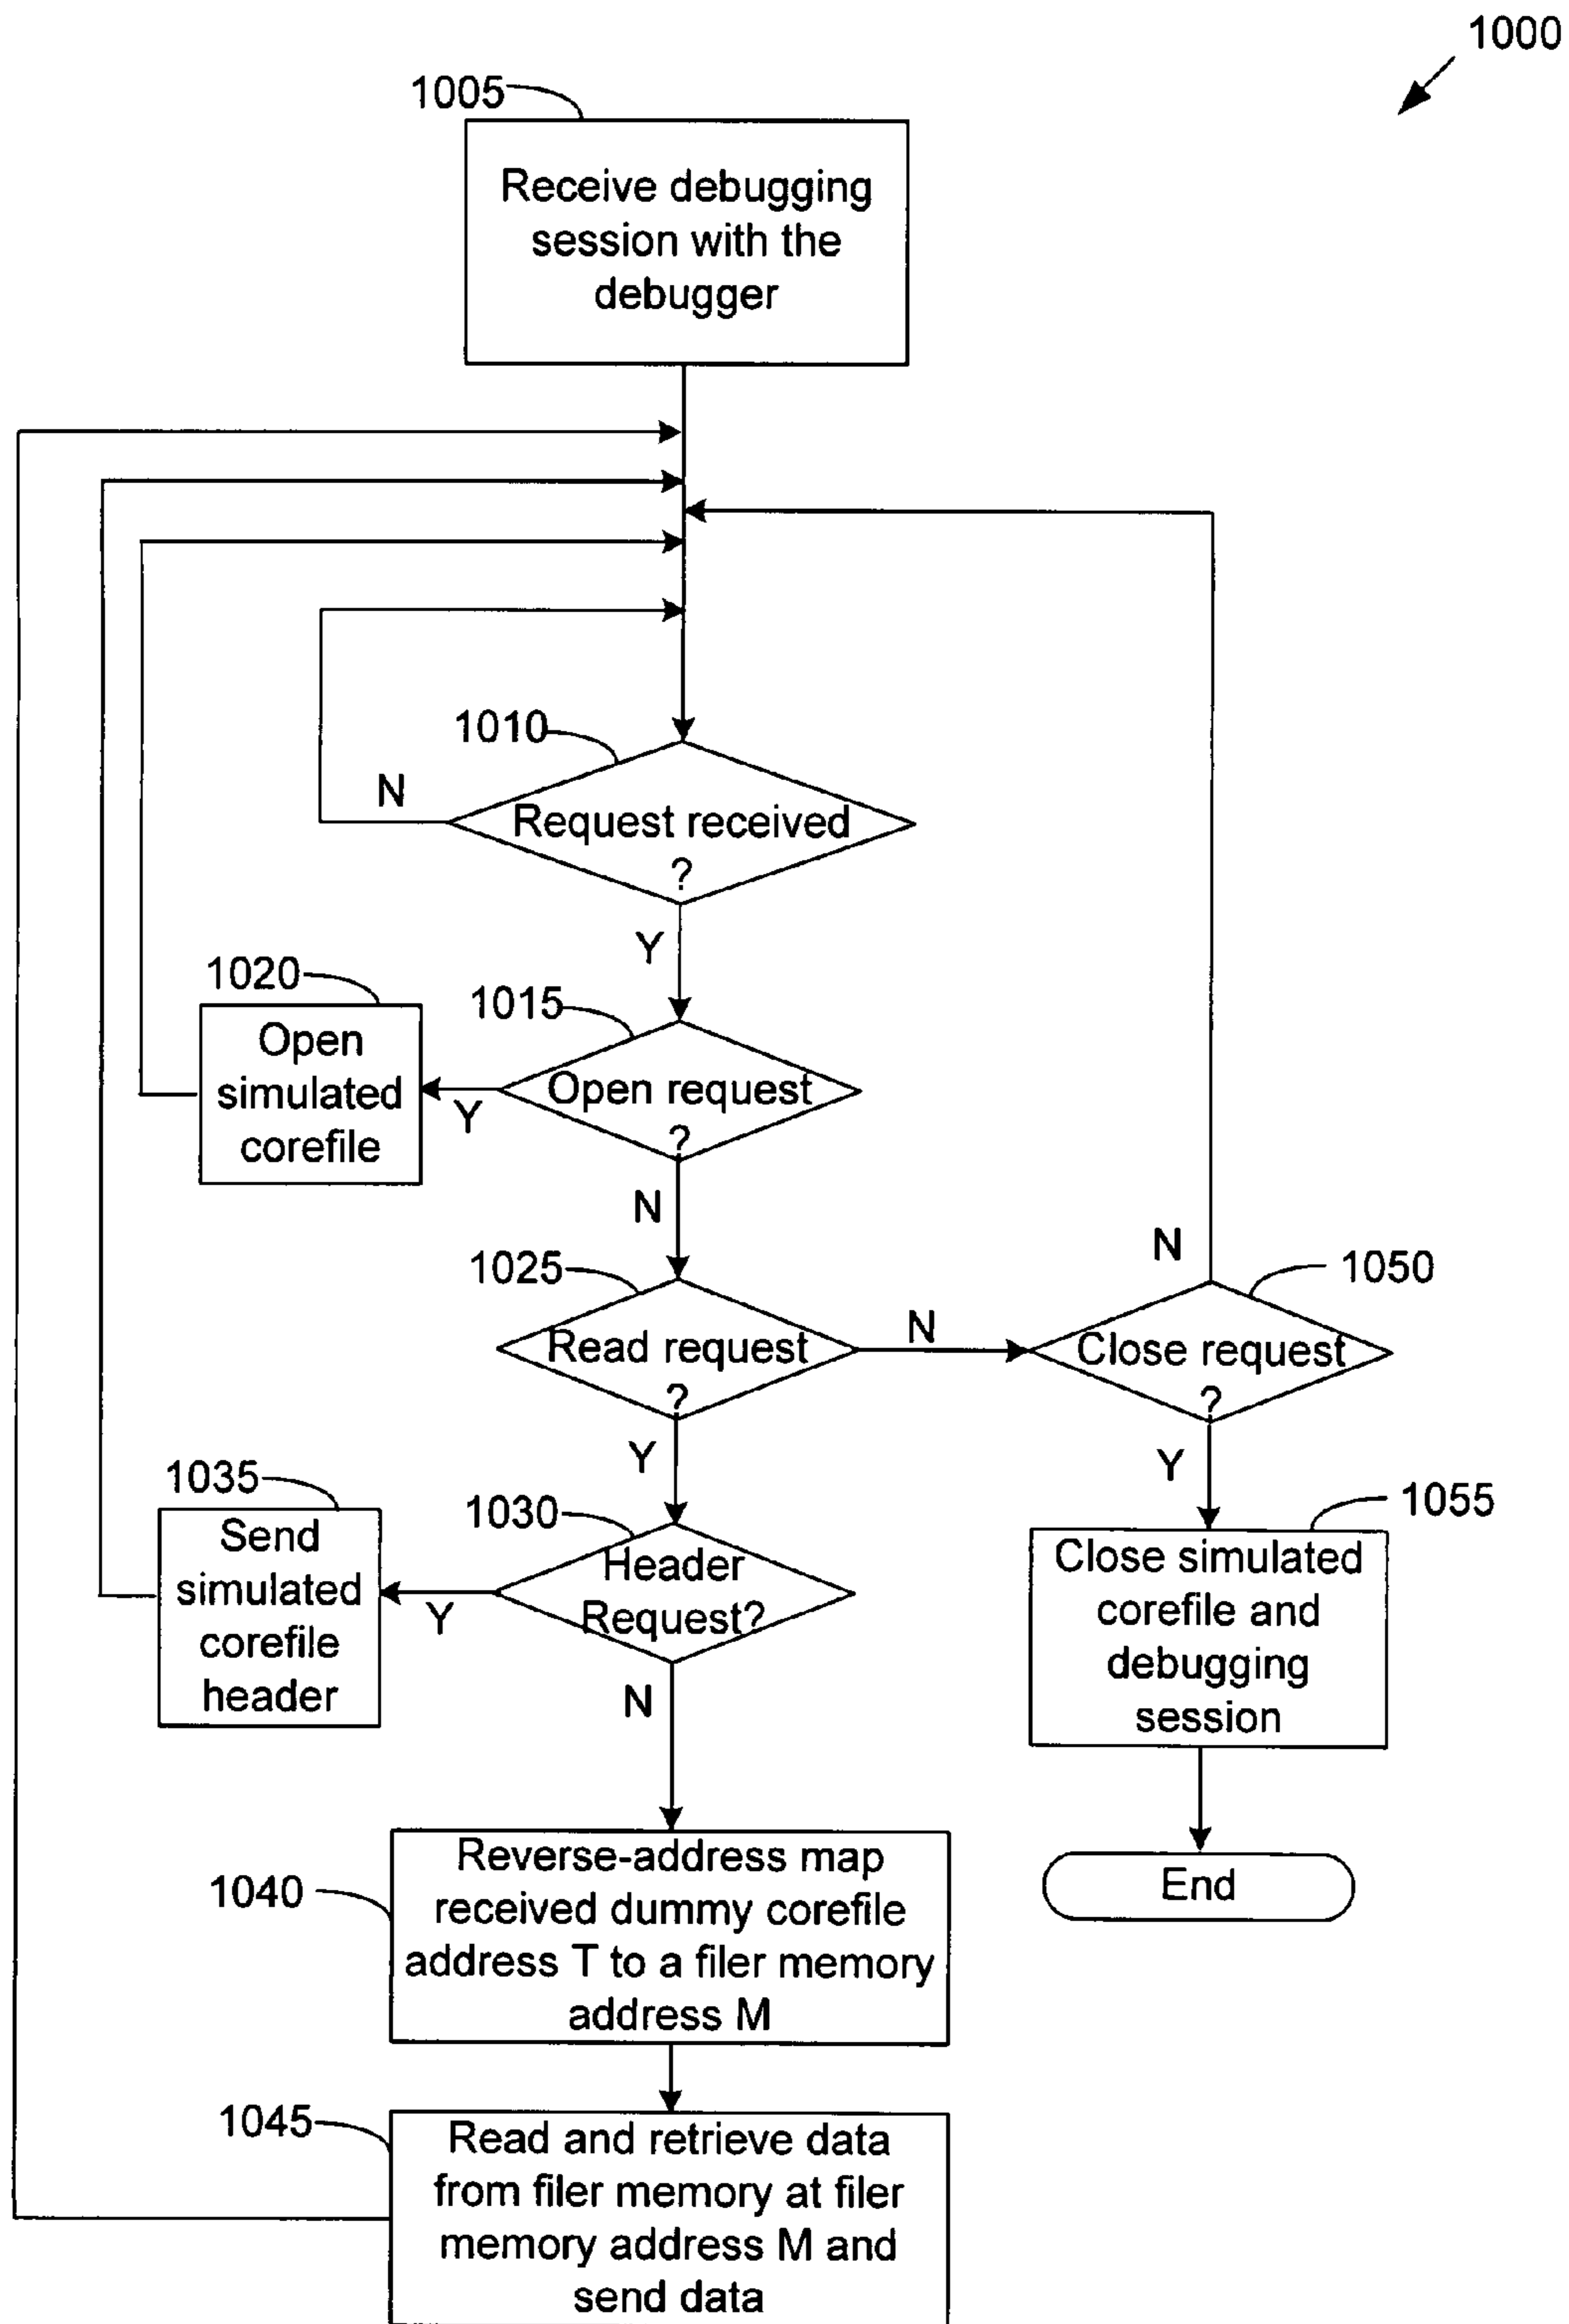 1000
1005
Receive debugging
session with the
debugger
1010
N
Request received
?
Y
1020
1015
Open
simulated
corefile
Y
Open request
?
N
1025
N
1050
Read request
?
N
Close request
?
Y
Y
1035
1030
1055
Send
simulated
corefile
header
Y
Header
Request?
Close simulated
corefile and
debugging
session
N
1040
Reverse-address map
received dummy corefile
address T to a filer memory
address M
End
1045
Read and retrieve data
from filer memory at filer
memory address M and
send data